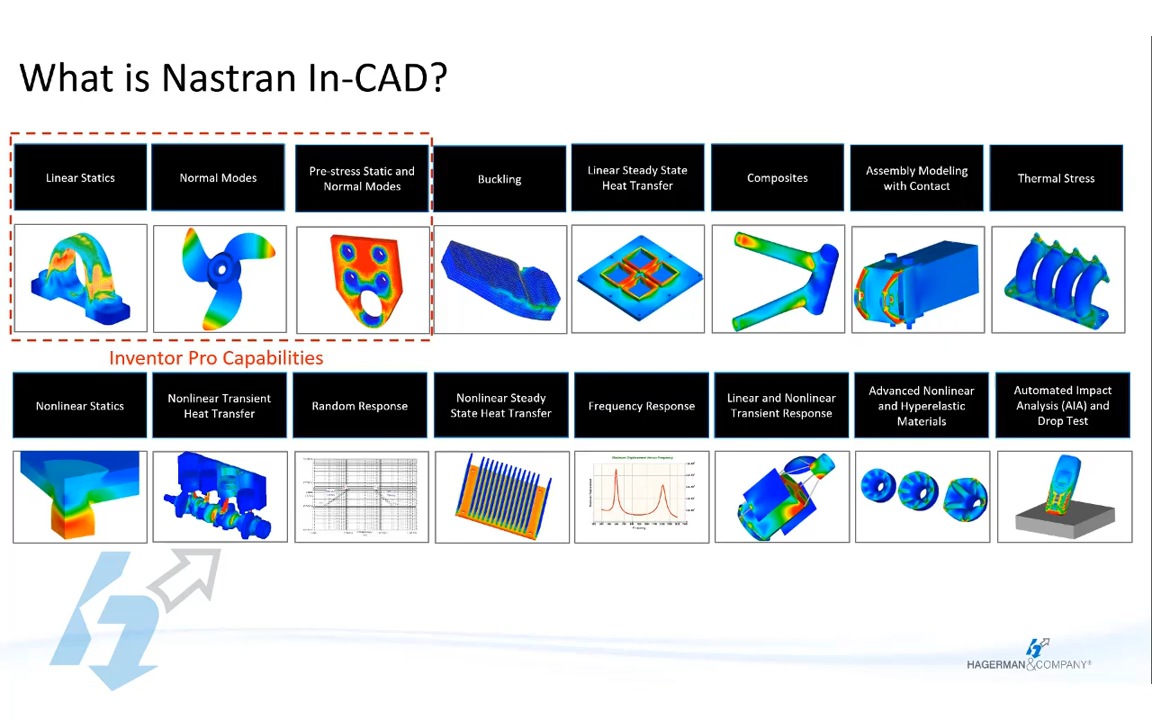 What is Nastran In-CAD?
Linear Statics
Normal Modes
Pre-stress Static and
Normal Modes
Buckling
Linear Steady State
Heat Transfer
Composites
Assembly Modeling
with Contact
Thermal Stress
Inventor Pro Capabilities
Nonlinear Statics
Nonlinear Transient
Heat Transfer
Random Response
Nonlinear Steady
State Heat Transfer
Frequency Response
Linear and Nonlinear
Transient Response
Advanced Nonlinear
and Hyperelastic
Materials
Automated Impact
Analysis (AIA) and
Drop Test
HAGERMAN&COMPANY®